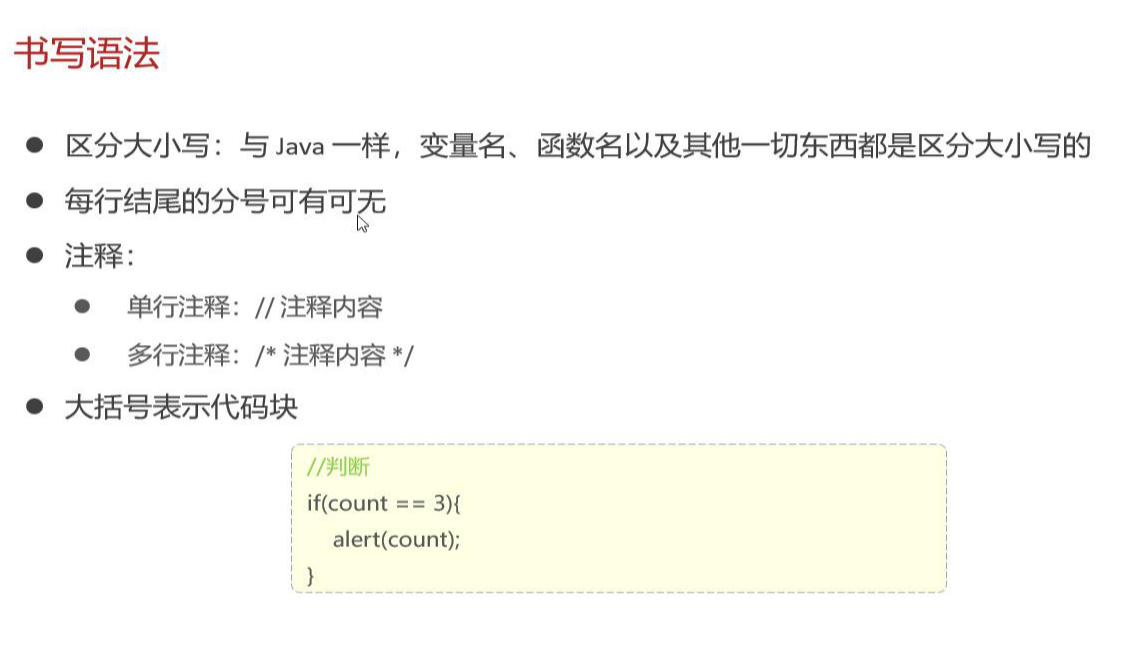 书写语法
● 区分大小写：与 Java 一样，变量名、函数名以及其他一切东西都是区分大小写的
● 每行结尾的分号可有可无
● 注释：
● 单行注释：// 注释内容
● 多行注释：/* 注释内容 */
● 大括号表示代码块
//判断
if(count == 3){
alert(count);
}